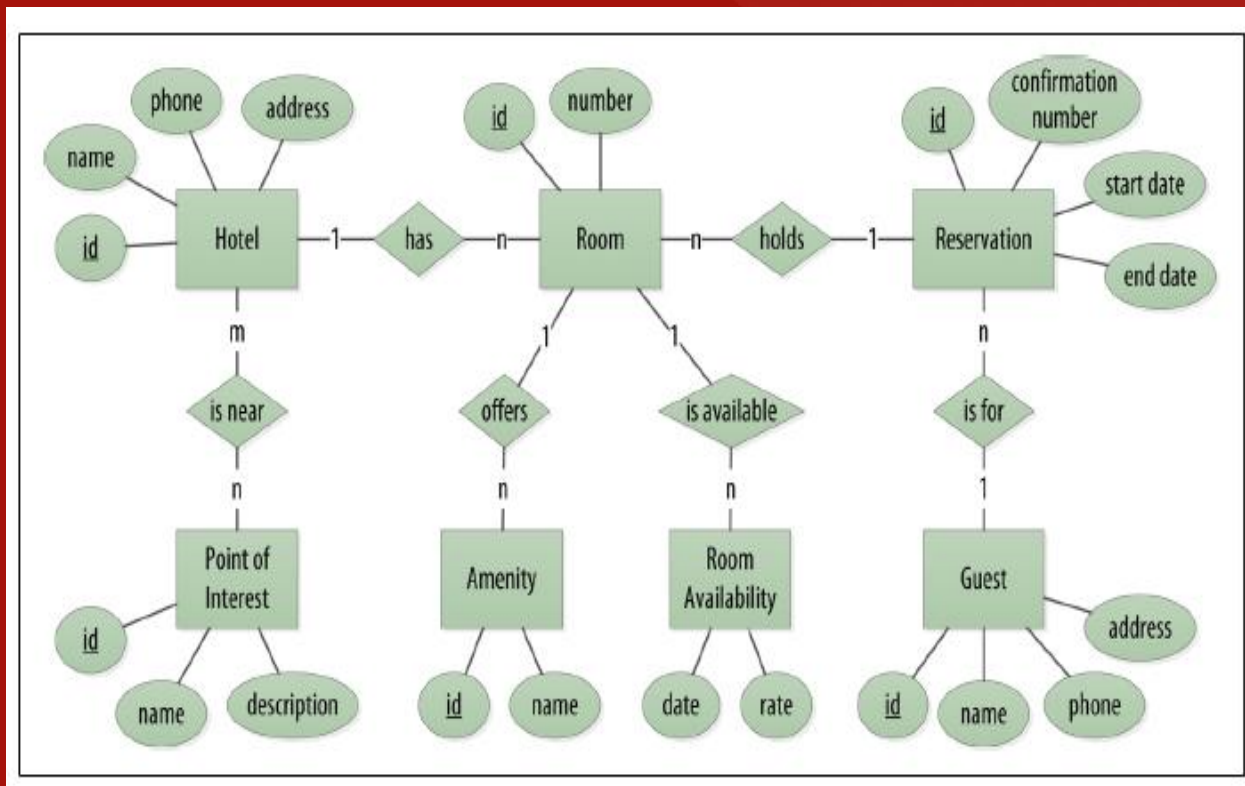 phone
address
name
id
Hotel
1
has
n
id
number
Room
n
holds
1
id
confirmation
number
start date
end date
Reservation
m
is near
n
1
offers
n
1
is available
n
n
is for
1
Point of
Interest
id
name
description
Amenity
id
name
Room
Availability
date
rate
Guest
address
id
name
phone